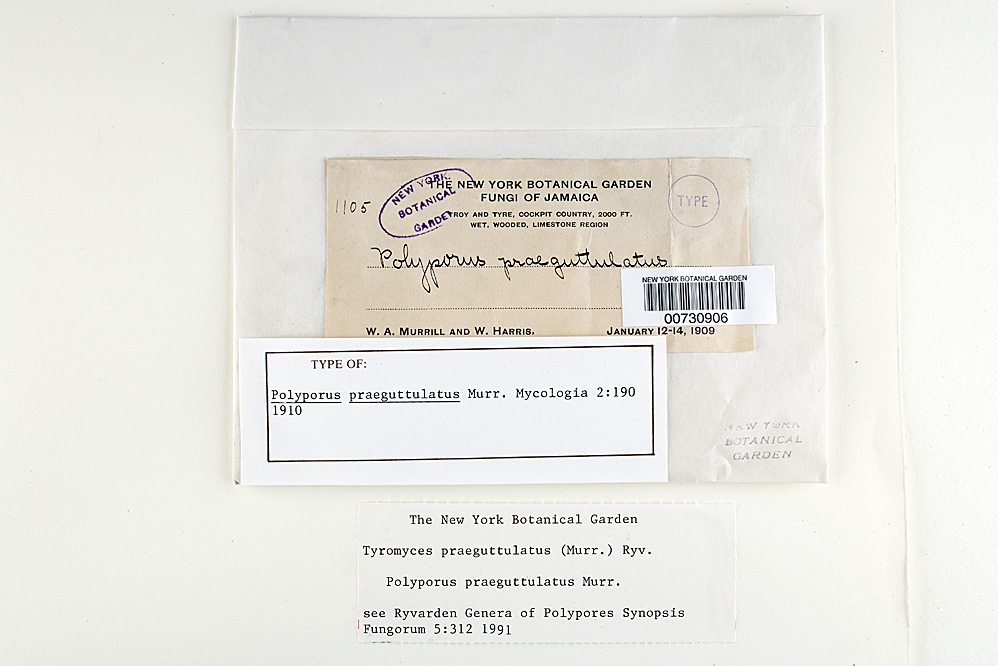 1105
NEW YORK
BOTANICAL
GARDEN
THE NEW YORK BOTANICAL GARDEN
FUNGI OF JAMAICA
TROY AND TYRE, COCKPIT COUNTRY, 2000 FT.
WET, WOODED, LIMESTONE REGION
TYPE
Polyporus praeguttulatus
NEW YORK BOTANICAL GARDEN
00730906
W. A. MURRILL AND W. HARRIS,
JANUARY 12-14, 1909
TYPE OF:
Polyporus praeguttulatus Murr. Mycologia 2:190
1910
NEW YORK
BOTANICAL
GARDEN
The New York Botanical Garden
Tyromyces praeguttulatus (Murr.) Ryv.
Polyporus praeguttulatus Murr.
see Ryvarden Genera of Polypores Synopsis
Fungorum 5:312 1991